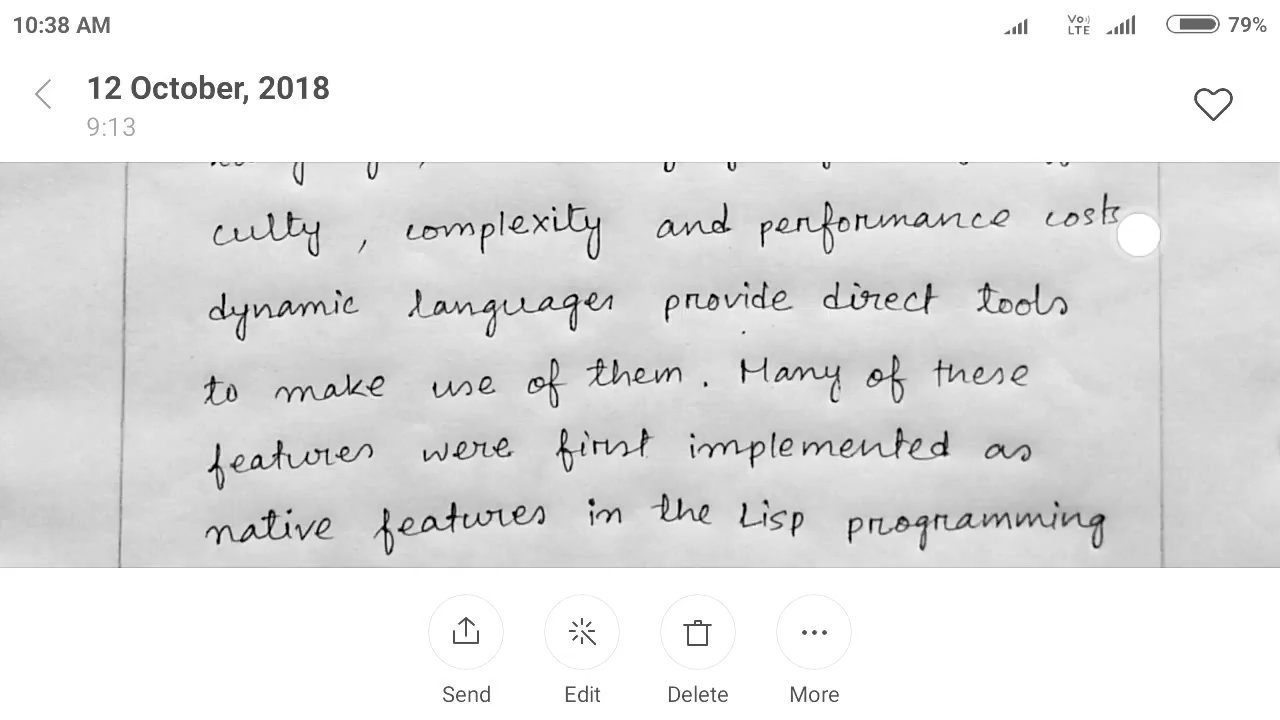 10:38 AM
Vo)) LTE
79%
12 October, 2018
9:13
culty , complexity and performance costs
dynamic languages provide direct tools
to make use of them . Many of these
features were first implemented as
native features in the Lisp programming
Send Edit Delete More